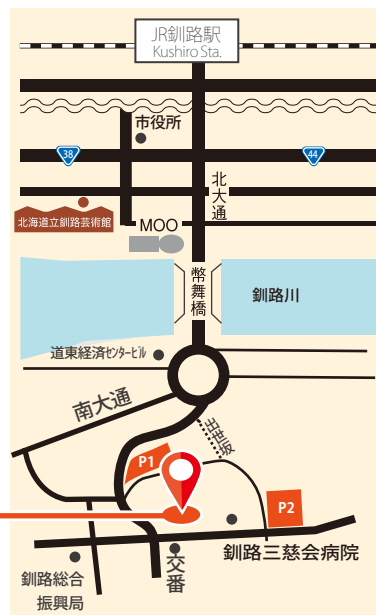 JR釧路駅
Kushiro Sta.
市役所
38
44
北大通
北海道立釧路芸術館
MOO
幣舞橋
釧路川
道東経済センタービル
南大通
出世坂
P1
P2
釧路三慈会病院
交番
釧路総合
振興局